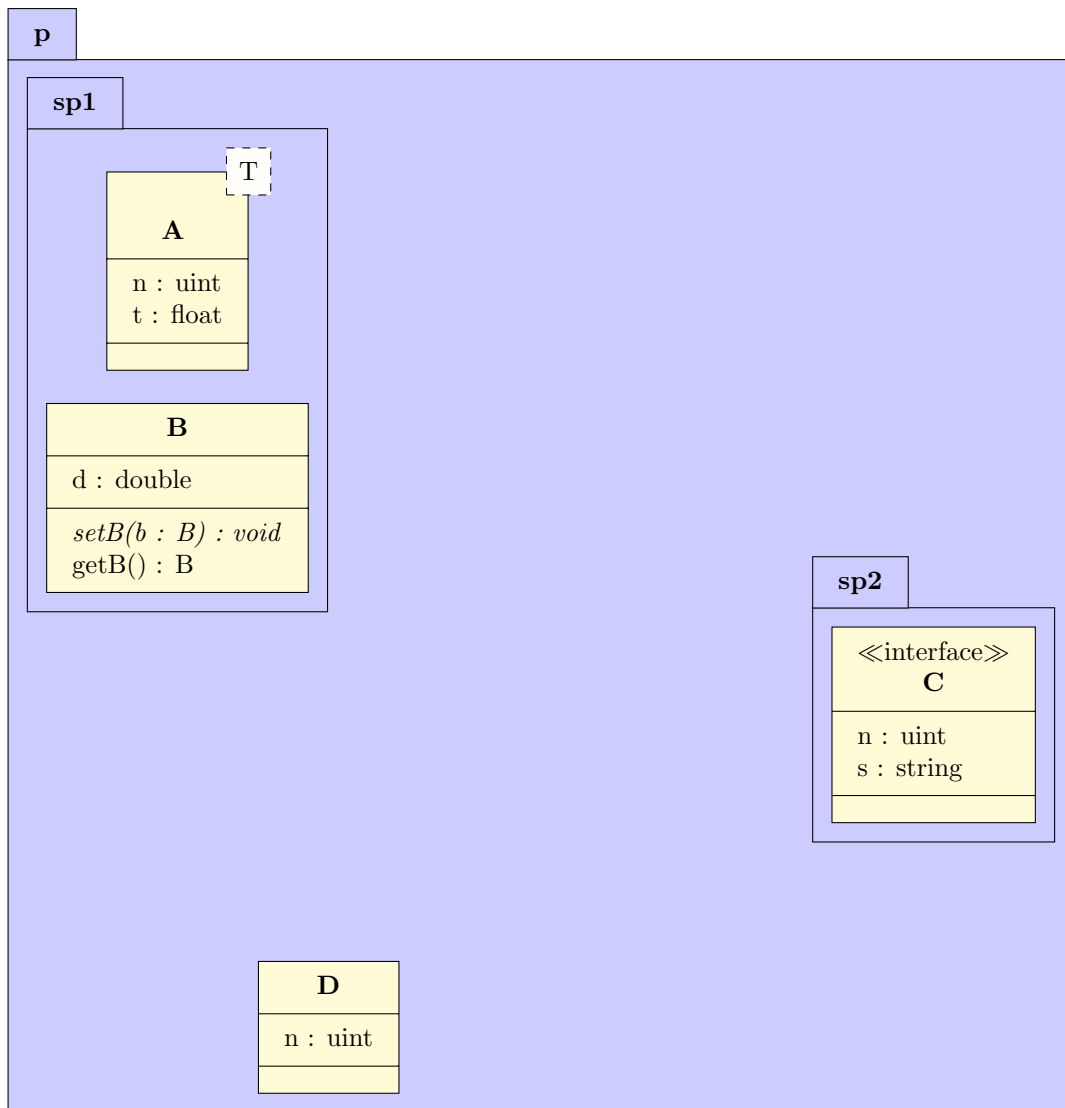 p
sp1
T
A
n : uint
t : float
B
d : double
setB(b : B) : void
getB() : B
sp2
≪interface≫
C
n : uint
s : string
D
n : uint